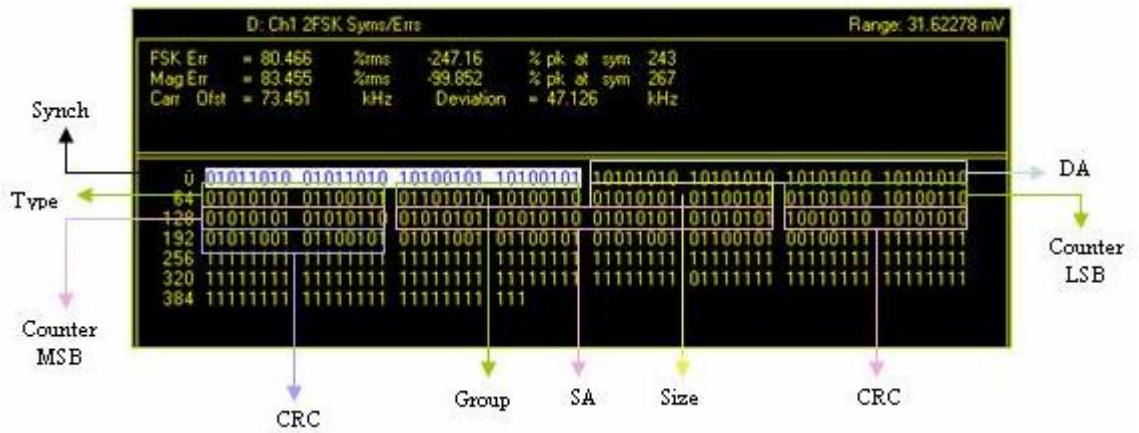 D: Ch1 2FSK Syms/Errs Range: 31.62278 mV
FSK Err = 80.466 %rms -247.16 % pk at sym 243
Mag Err = 83.455 %rms -99.852 % pk at sym 267
Carr Ofst = 73.451 kHz Deviation = 47.126 kHz
Synch
0 01011010 01011010 10100101 10100101 10101010 10101010 10101010 10101010
DA
Type
64 01010101 01100101 01101010 10010110 01010101 01100101 01101010 10011010
128 01010101 01010110 01010101 01010110 01010101 01010101 10010110 10101010
192 01011001 01100101 01011001 01100101 01011001 01100101 00100111 11111111
256 11111111 11111111 11111111 11111111 11111111 11111111 11111111 11111111
320 11111111 11111111 11111111 11111111 11111111 01111111 11111111 11111111
384 11111111 11111111 11111111 111
Counter
LSB
Counter
MSB
CRC
Group
SA
Size
CRC